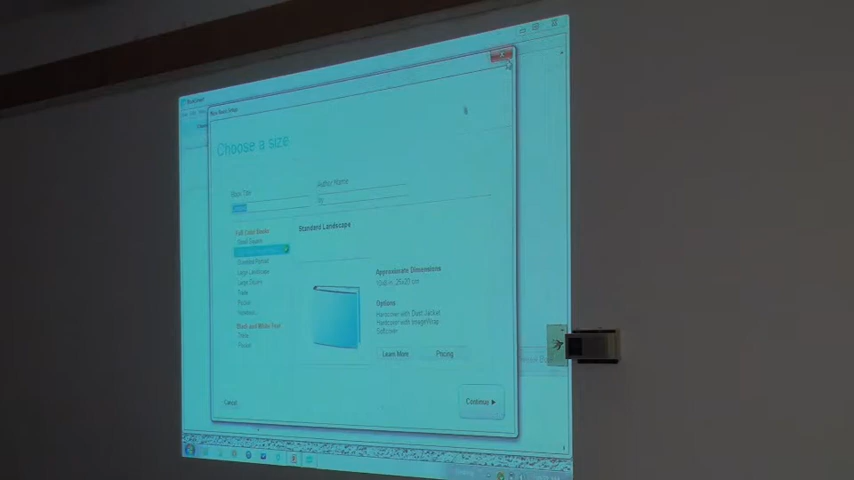 Choose a size
Book Title
Author Name
by
Full Color Books
Small Square
Standard Landscape
Standard Portrait
Large Landscape
Large Square
Trade
Pocket
Black and White Text
Trade
Pocket
Approximate Dimensions
10x8 in, 25x20 cm
Options
Hardcover with Dust Jacket
Hardcover with ImageWrap
Softcover
Learn More
Pricing
Cancel
Continue